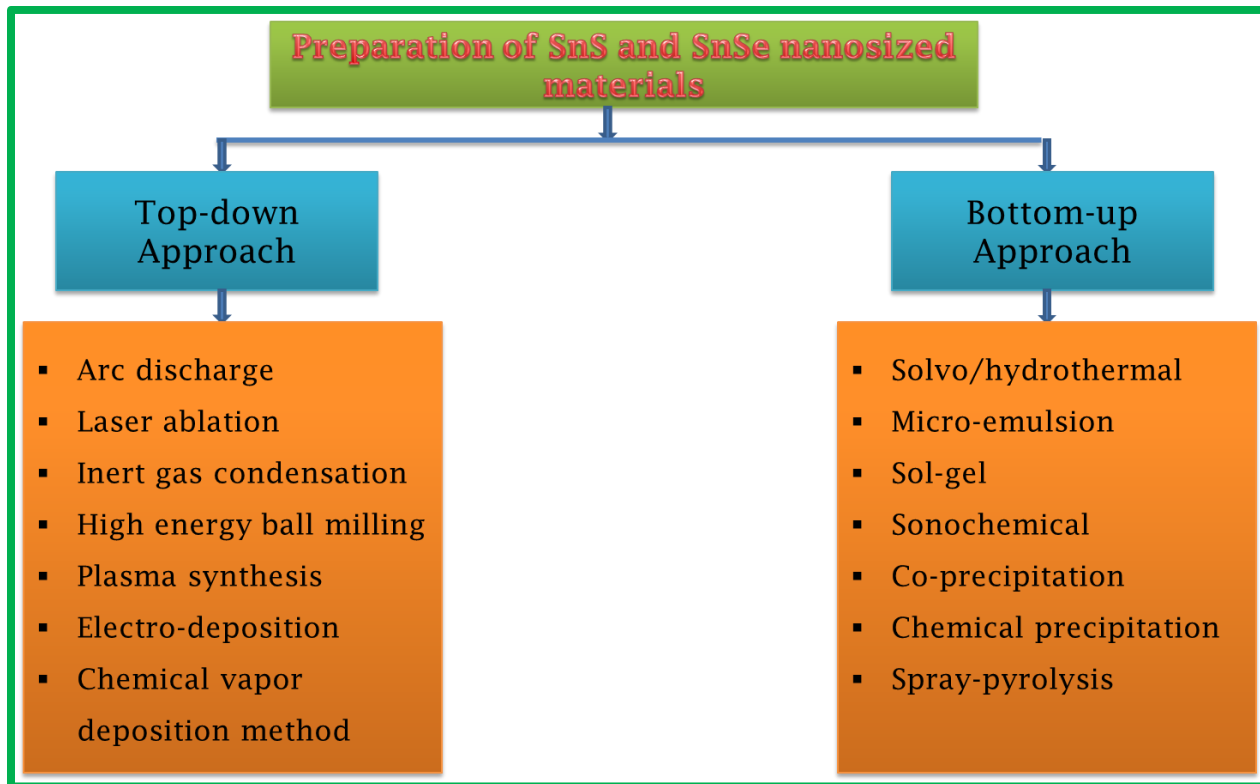 Preparation of SnS and SnSe nanosized
materials
Top-down
Approach
▪ Arc discharge
▪ Laser ablation
▪ Inert gas condensation
▪ High energy ball milling
▪ Plasma synthesis
▪ Electro-deposition
▪ Chemical vapor
deposition method
Bottom-up
Approach
▪ Solvo/hydrothermal
▪ Micro-emulsion
▪ Sol-gel
▪ Sonochemical
▪ Co-precipitation
▪ Chemical precipitation
▪ Spray-pyrolysis